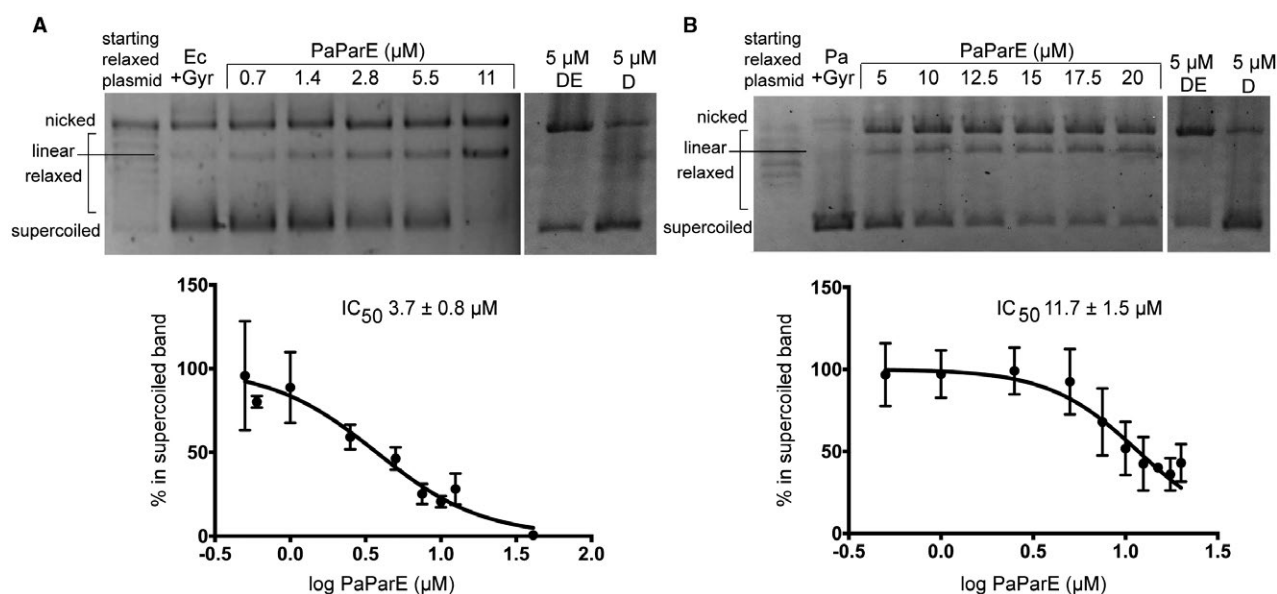 A
starting
relaxed
plasmid
Ec
+Gyr
PaParE (µM)
0.7 1.4 2.8 5.5 11
5 µM
DE
5 µM
D
nicked
linear
relaxed
supercoiled
150
100
50
0
% in supercoiled band
IC50 3.7 ± 0.8 µM
-0.5 0.0 0.5 1.0 1.5 2.0
log PaParE (µM)
B
starting
relaxed
plasmid
Pa
+Gyr
PaParE (µM)
5 10 12.5 15 17.5 20
5 µM
DE
5 µM
D
nicked
linear
relaxed
supercoiled
150
100
50
0
% in supercoiled band
IC50 11.7 ± 1.5 µM
-0.5 0.0 0.5 1.0 1.5
log PaParE (µM)